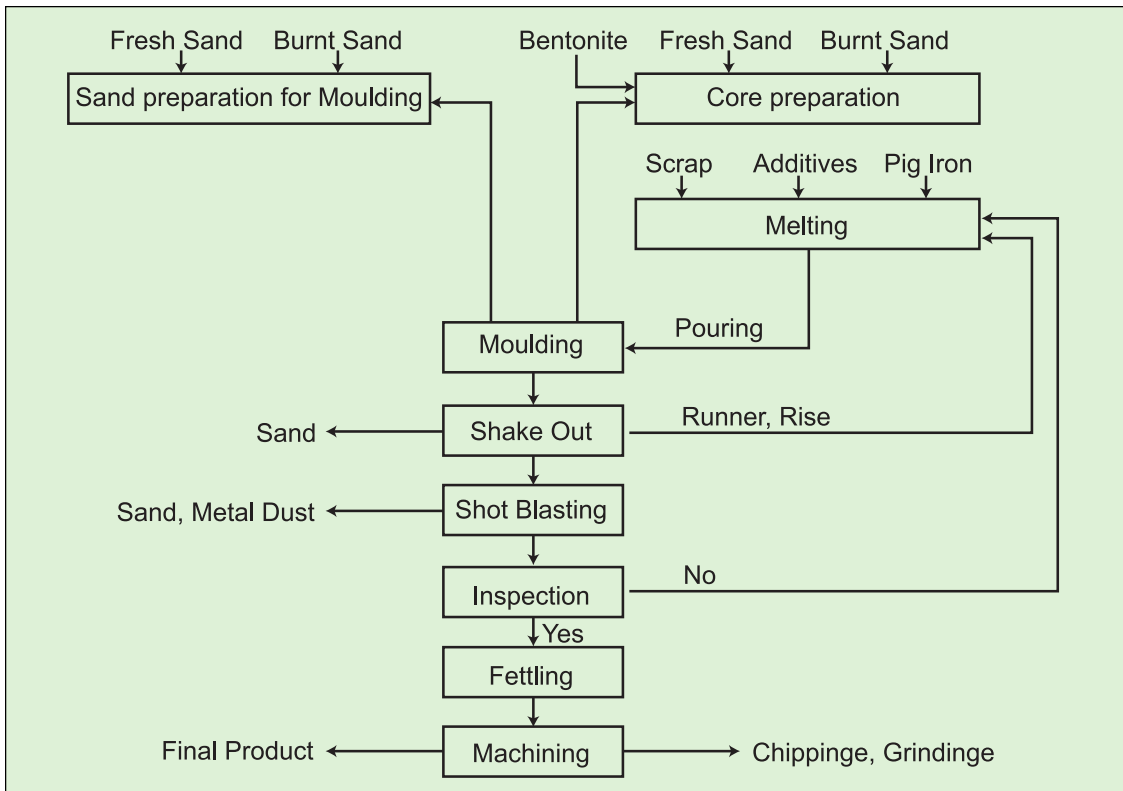 Fresh Sand
Burnt Sand
Bentonite
Fresh Sand
Burnt Sand
Sand preparation for Moulding
Core preparation
Scrap
Additives
Pig Iron
Melting
Pouring
Moulding
Sand
Shake Out
Runner, Rise
Sand, Metal Dust
Shot Blasting
No
Inspection
Yes
Fettling
Final Product
Machining
Chippinge, Grindinge